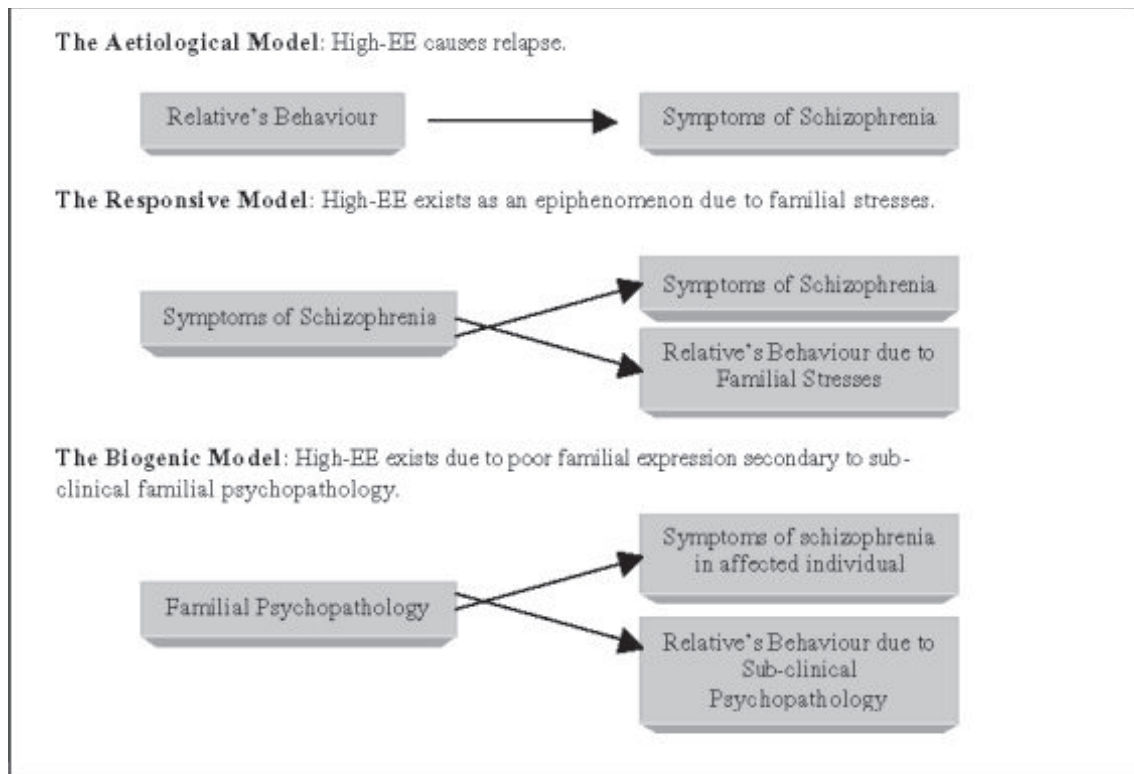 The Aetiological Model: High-EE causes relapse.
Relative's Behaviour
Symptoms of Schizophrenia
The Responsive Model: High-EE exists as an epiphenomenon due to familial stresses.
Symptoms of Schizophrenia
Symptoms of Schizophrenia
Relative's Behaviour due to
Familial Stresses
The Biogenic Model: High-EE exists due to poor familial expression secondary to sub-
clinical familial psychopathology.
Familial Psychopathology
Symptoms of schizophrenia
in affected individual
Relative's Behaviour due to
Sub-clinical
Psychopathology